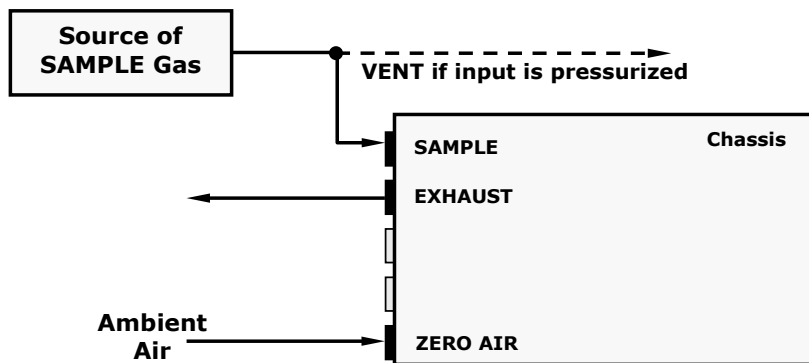 Source of
SAMPLE Gas
VENT if input is pressurized
SAMPLE
Chassis
EXHAUST
Ambient
Air
ZERO AIR